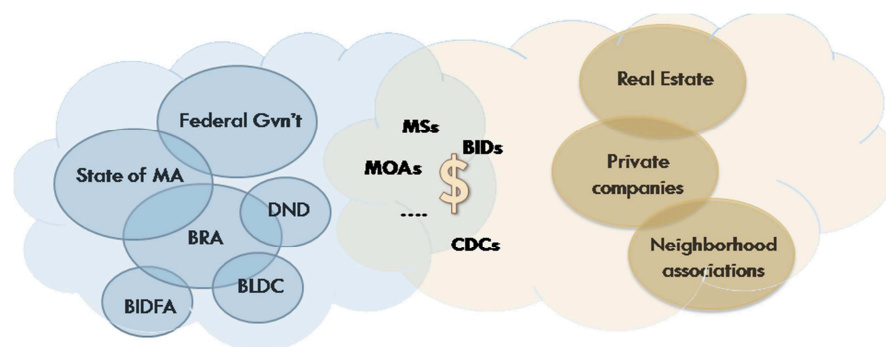 Federal Gvn't
State of MA
DND
BRA
BLDC
BIDFA
MSs
BIDs
MOAs
$
....
CDCs
Real Estate
Private
companies
Neighborhood
associations